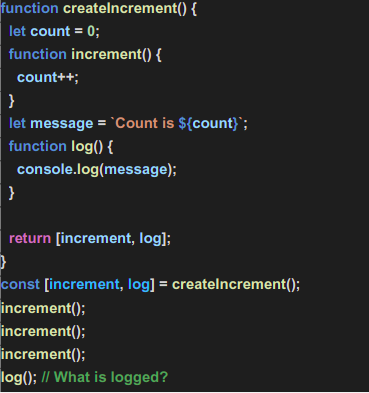 function createIncrement() {
  let count = 0;
  function increment() {
    count++;
  }
  let message = `Count is ${count}`;
  function log() {
    console.log(message);
  }

  return [increment, log];
}
const [increment, log] = createIncrement();
increment();
increment();
increment();
log(); // What is logged?